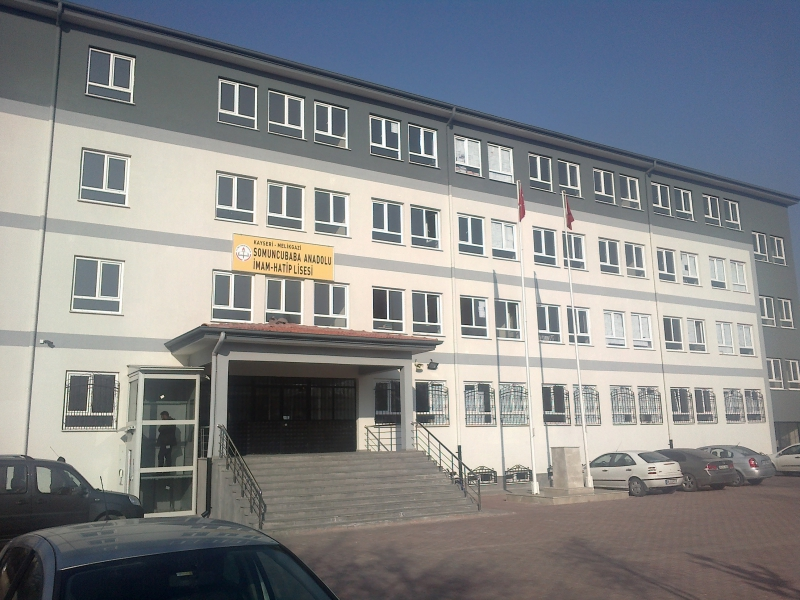 KAYSERİ - MELİKGAZİ
SOMUNCUBABA ANADOLU
İMAM-HATİP LİSESİ